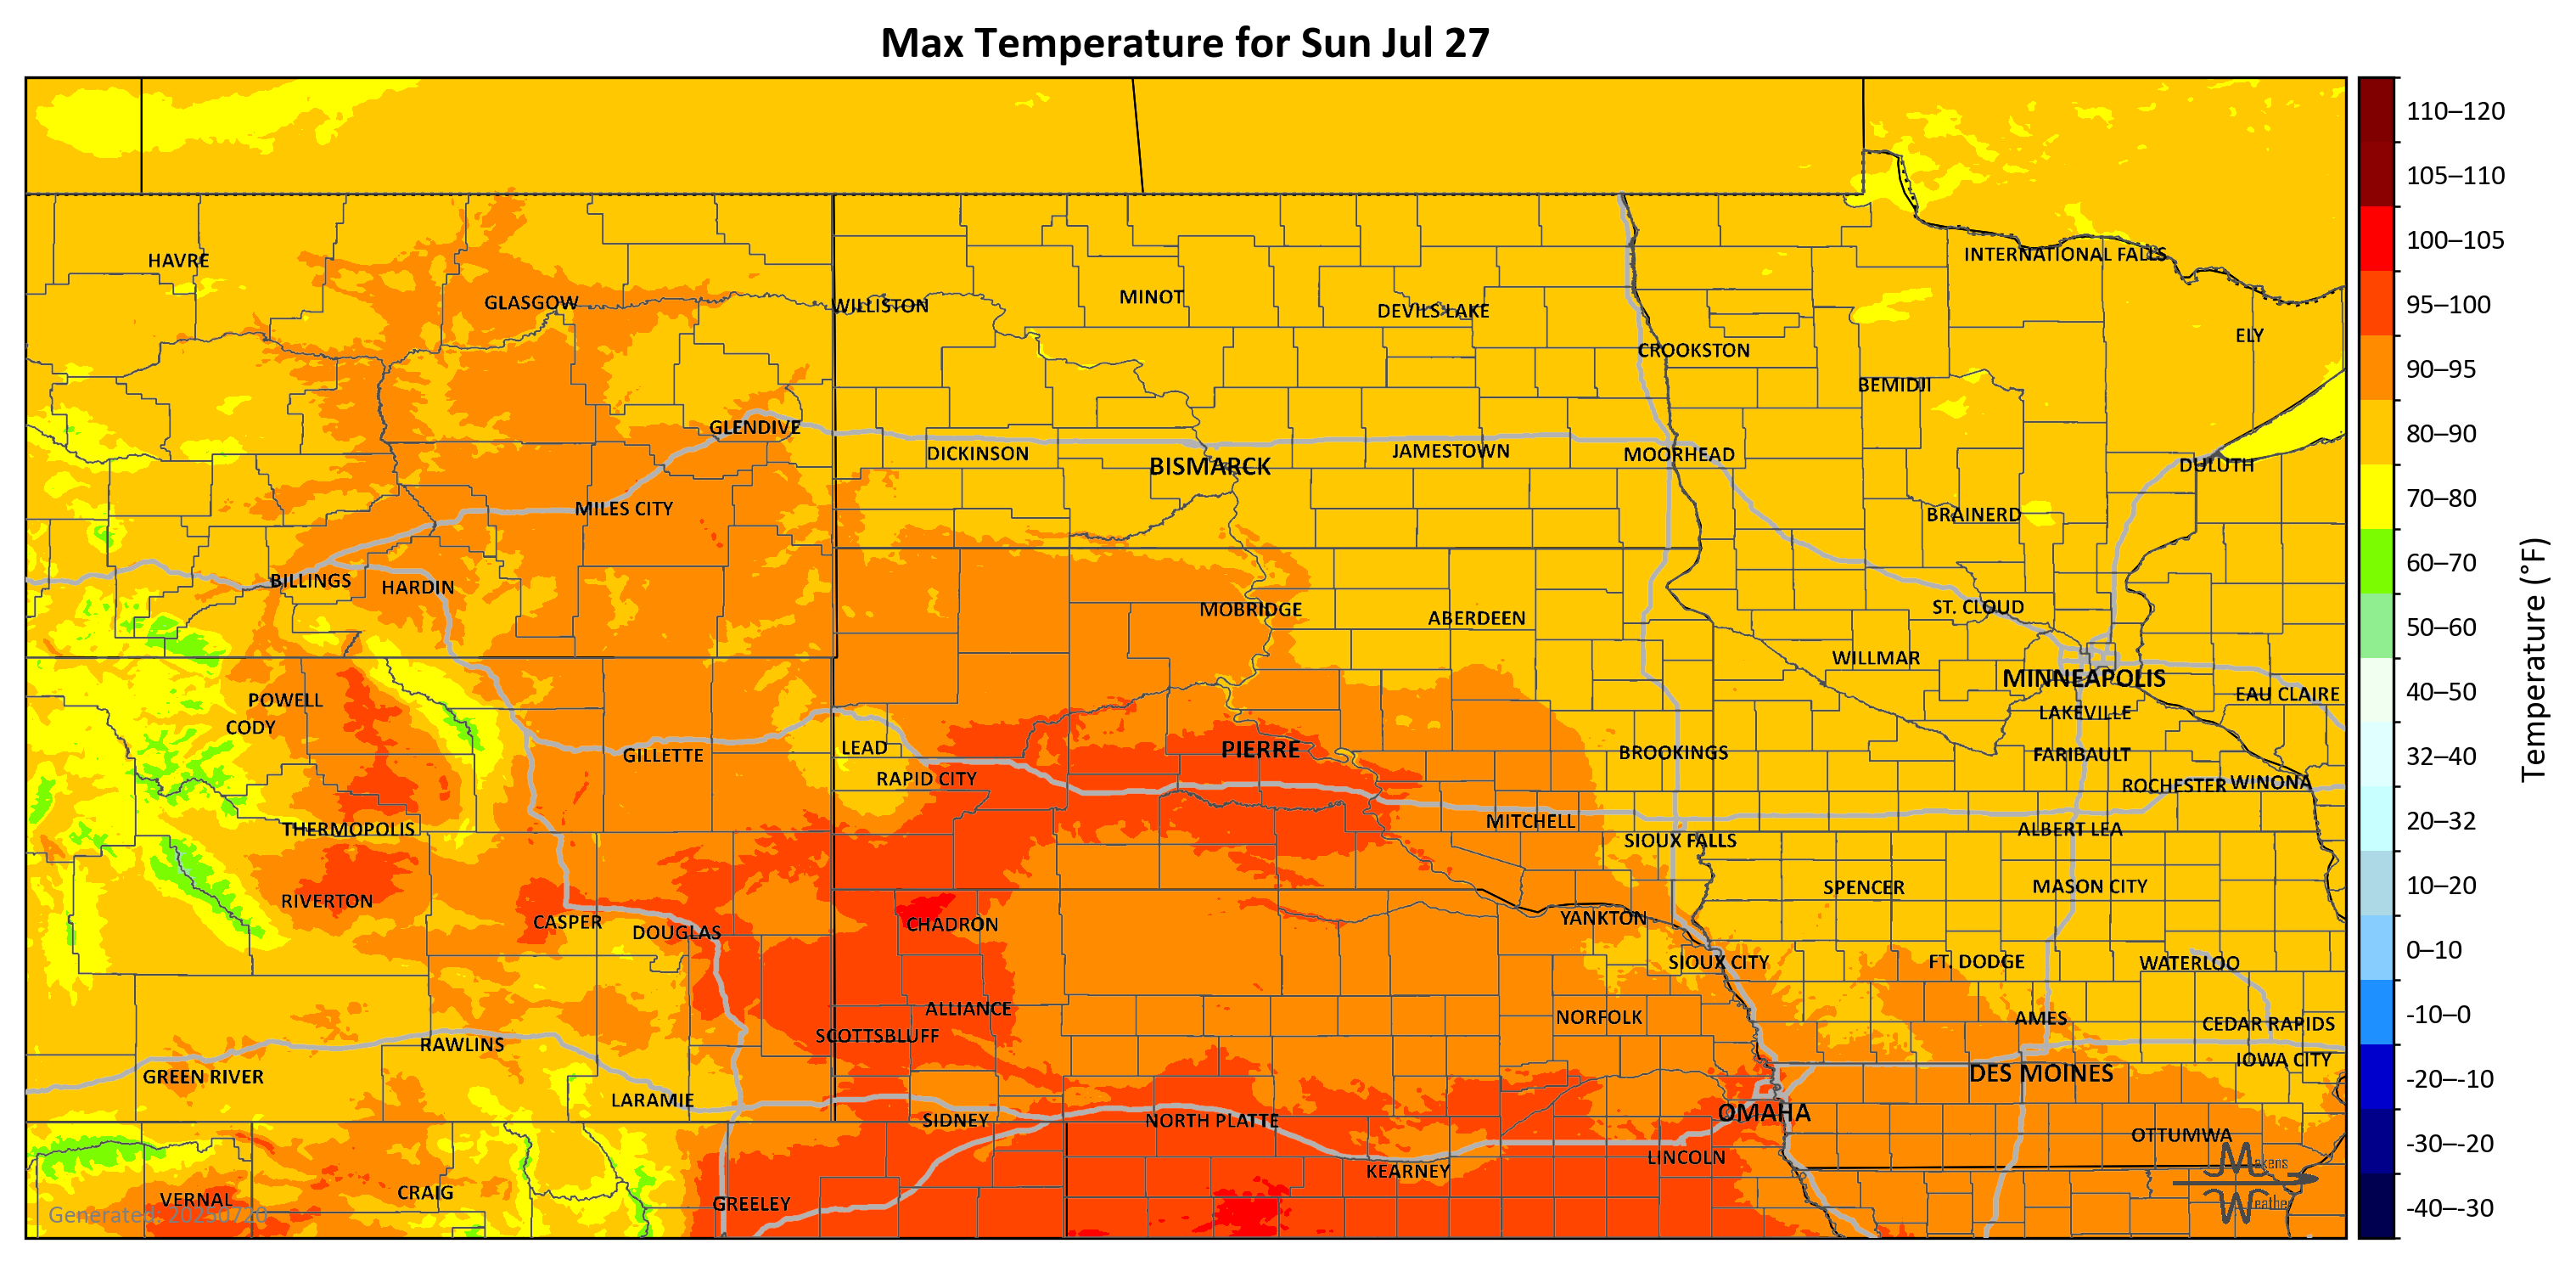 Max Temperature for Sun Jul 27
HAVRE
GLASGOW
WILLISTON
MINOT
DEVILS LAKE
CROOKSTON
INTERNATIONAL FALLS
ELY
BEMIDJI
GLENDIVE
DICKINSON
BISMARCK
JAMESTOWN
MOORHEAD
DULUTH
MILES CITY
BRAINERD
BILLINGS
HARDIN
MOBRIDGE
ABERDEEN
ST. CLOUD
WILLMAR
MINNEAPOLIS
EAU CLAIRE
POWELL
CODY
LAKEVILLE
GILLETTE
LEAD
RAPID CITY
PIERRE
BROOKINGS
FARIBAULT
ROCHESTER
WINONA
THERMOPOLIS
MITCHELL
SIOUX FALLS
ALBERT LEA
RIVERTON
CASPER
DOUGLAS
CHADRON
YANKTON
SPENCER
MASON CITY
SIOUX CITY
FT. DODGE
WATERLOO
ALLIANCE
SCOTTSBLUFF
NORFOLK
AMES
CEDAR RAPIDS
RAWLINS
GREEN RIVER
IOWA CITY
DES MOINES
LARAMIE
SIDNEY
NORTH PLATTE
OMAHA
OTTUMWA
KEARNEY
LINCOLN
VERNAL
CRAIG
GREELEY
Generated: 20250720
Makens
Weather
110–120
105–110
100–105
95–100
90–95
80–90
70–80
60–70
50–60
40–50
32–40
20–32
10–20
0–10
-10–0
-20–-10
-30–-20
-40–-30
Temperature (°F)